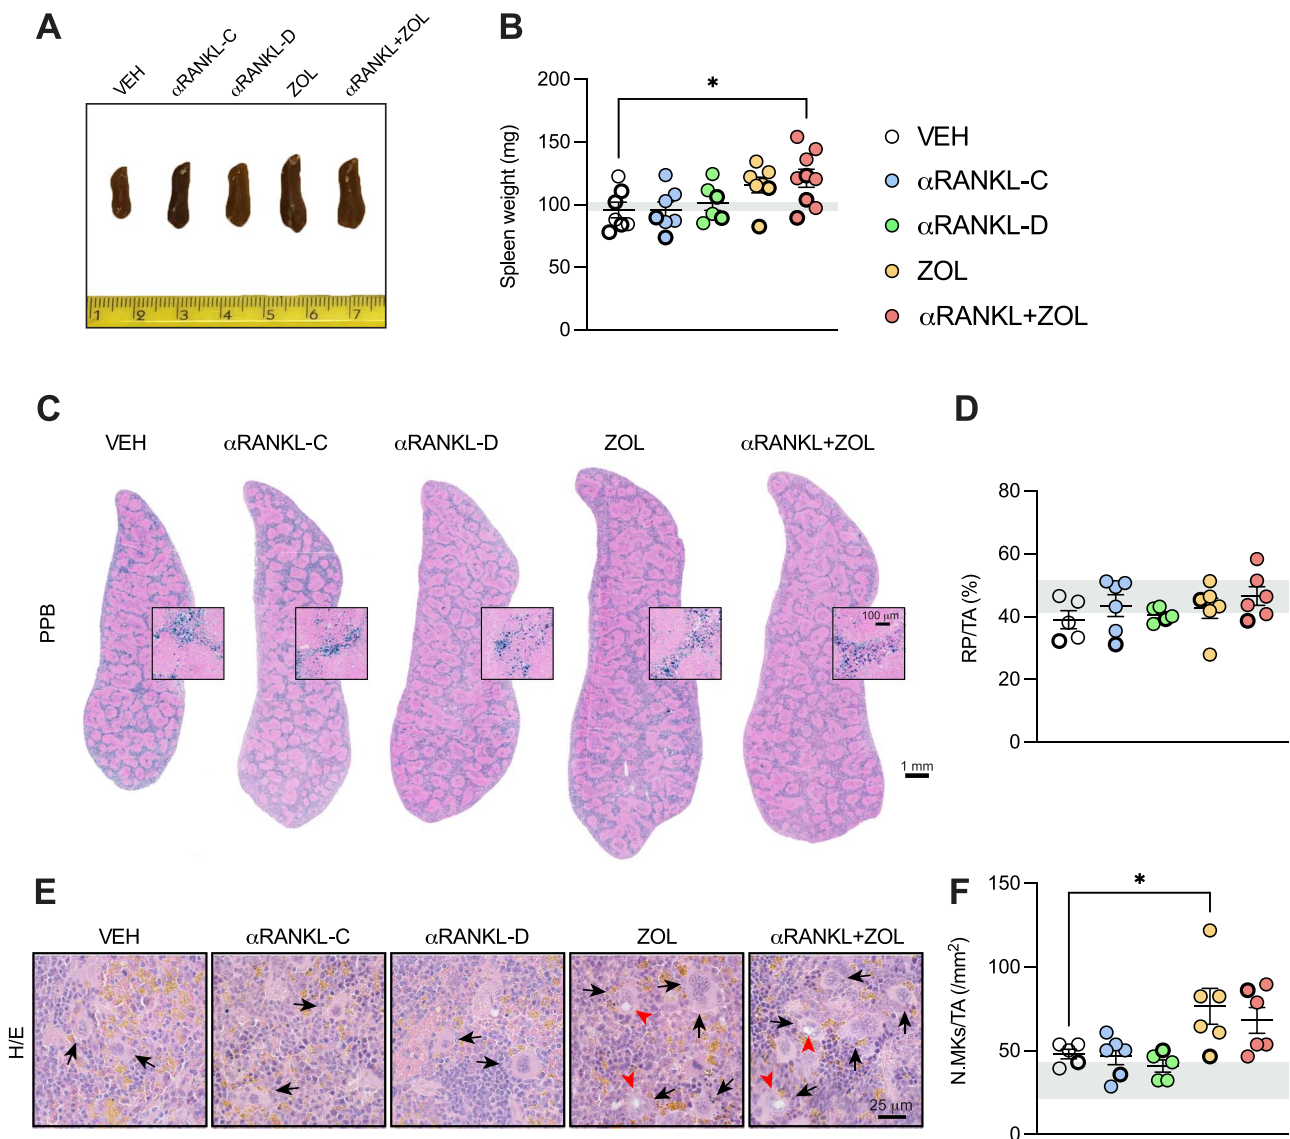 A
VEH
αRANKL-C
αRANKL-D
ZOL
αRANKL+ZOL
1 2 3 4 5 6 7
B
Spleen weight (mg)
200
150
100
50
0
*
VEH
αRANKL-C
αRANKL-D
ZOL
αRANKL+ZOL
C
VEH
αRANKL-C
αRANKL-D
ZOL
αRANKL+ZOL
PPB
100 µm
1 mm
D
RP/TA (%)
80
60
40
20
0
E
VEH
αRANKL-C
αRANKL-D
ZOL
αRANKL+ZOL
H/E
25 µm
F
N.MKs/TA (/mm²)
150
100
50
0
*